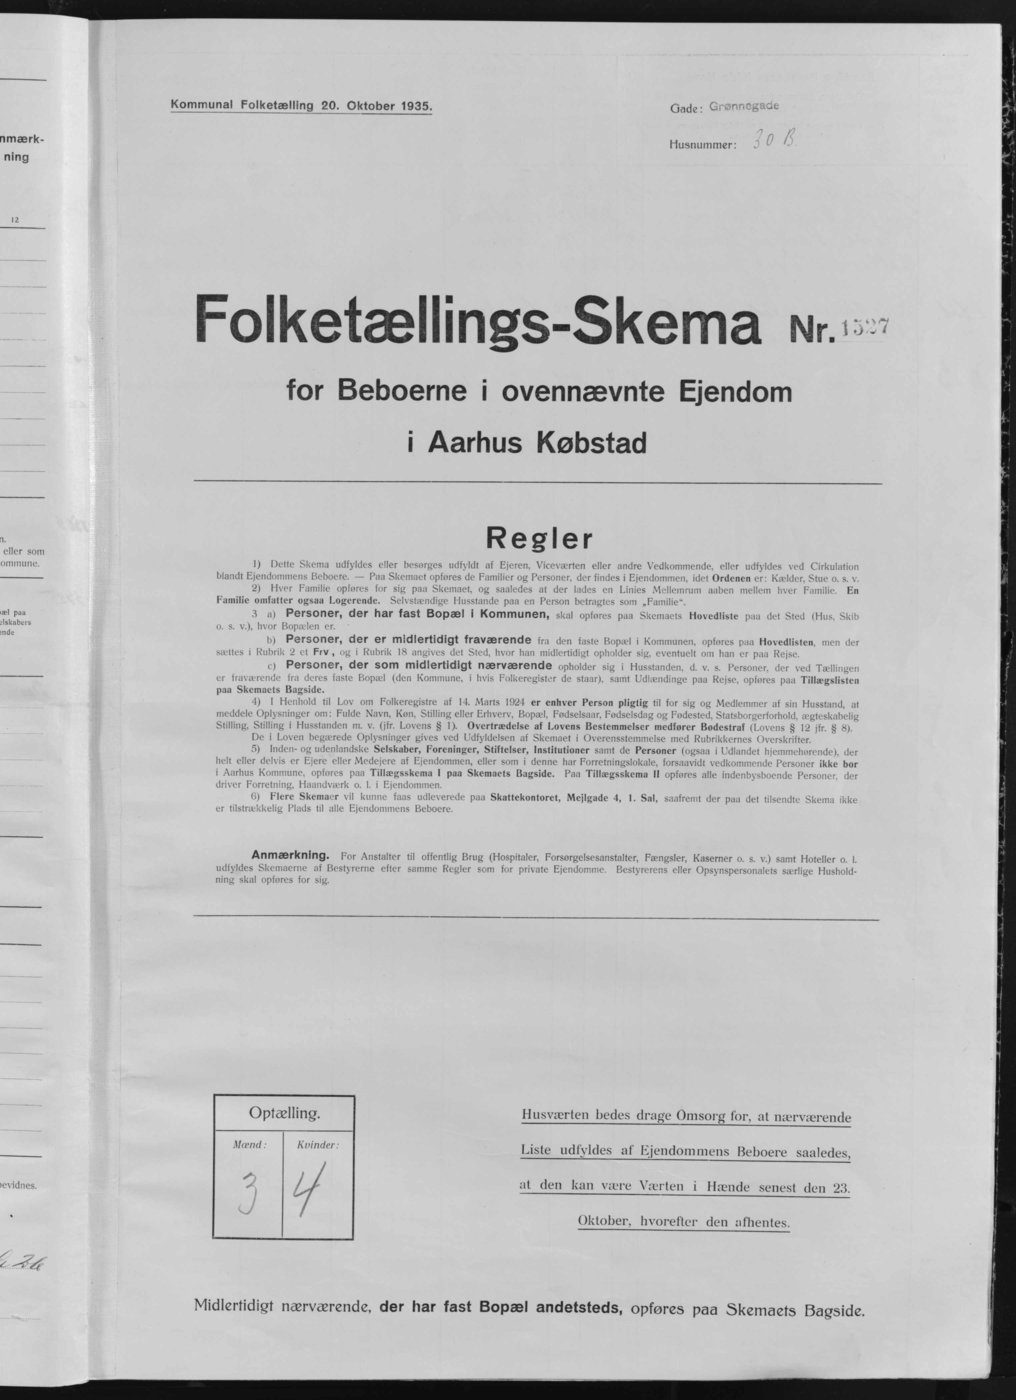 nmærk-
ning
12
n.
eller som
ommune.
æl paa
elskabers
ende
evidnes.
Kommunal Folketælling 20. Oktober 1935.
Gade: Grønnegade
Husnummer: 30 B.
Folketællings-Skema Nr. 1527
for Beboerne i ovennævnte Ejendom
i Aarhus Købstad
Regler
1) Dette Skema udfyldes eller besørges udfyldt af Ejeren, Viceværten eller andre Vedkommende, eller udfyldes ved Cirkulation
blandt Ejendommens Beboere. — Paa Skemaet opføres de Familier og Personer, der findes i Ejendommen, idet Ordenen er: Kælder, Stue o. s. v.
2) Hver Familie opføres for sig paa Skemaet, og saaledes at der lades en Linies Mellemrum aaben mellem hver Familie. En
Familie omfatter ogsaa Logerende. Selvstændige Husstande paa en Person betragtes som „Familie“.
3 a) Personer, der har fast Bopæl i Kommunen, skal opføres paa Skemaets Hovedliste paa det Sted (Hus, Skib
o. s. v.), hvor Bopælen er.
b) Personer, der er midlertidigt fraværende fra den faste Bopæl i Kommunen, opføres paa Hovedlisten, men der
sættes i Rubrik 2 et Frv, og i Rubrik 18 angives det Sted, hvor han midlertidigt opholder sig, eventuelt om han er paa Rejse.
c) Personer, der som midlertidigt nærværende opholder sig i Husstanden, d. v. s. Personer, der ved Tællingen
er fraværende fra deres faste Bopæl (den Kommune, i hvis Folkeregister de staar), samt Udlændinge paa Rejse, opføres paa Tillægslisten
paa Skemaets Bagside.
4) I Henhold til Lov om Folkeregistre af 14. Marts 1924 er enhver Person pligtig til for sig og Medlemmer af sin Husstand, at
meddele Oplysninger om: Fulde Navn, Køn, Stilling eller Erhverv, Bopæl, Fødselsaar, Fødselsdag og Fødested, Statsborgerforhold, ægteskabelig
Stilling, Stilling i Husstanden m. v. (jfr. Lovens § 1). Overtrædelse af Lovens Bestemmelser medfører Bødestraf (Lovens § 12 jfr. § 8).
De i Loven begærede Oplysninger gives ved Udfyldelsen af Skemaet i Overensstemmelse med Rubrikkernes Overskrifter.
5) Inden- og udenlandske Selskaber, Foreninger, Stiftelser, Institutioner samt de Personer (ogsaa i Udlandet hjemmehørende), der
helt eller delvis er Ejere eller Medejere af Ejendommen, eller som i denne har Forretningslokale, forsaavidt vedkommende Personer ikke bor
i Aarhus Kommune, opføres paa Tillægsskema I paa Skemaets Bagside. Paa Tillægsskema II opføres alle indenbysboende Personer, der
driver Forretning, Haandværk o. l. i Ejendommen.
6) Flere Skemaer vil kunne faas udleverede paa Skattekontoret, Mejlgade 4, 1. Sal, saafremt der paa det tilsendte Skema ikke
er tilstrækkelig Plads til alle Ejendommens Beboere.
Anmærkning. For Anstalter til offentlig Brug (Hospitaler, Forsørgelsesanstalter, Fængsler, Kaserner o. s. v.) samt Hoteller o. l.
udfyldes Skemaerne af Bestyrerne efter samme Regler som for private Ejendomme. Bestyrerens eller Opsynspersonalets særlige Hushold-
ning skal opføres for sig.
Optælling.
Mænd: Kvinder:
3 4
Husværten bedes drage Omsorg for, at nærværende
Liste udfyldes af Ejendommens Beboere saaledes,
at den kan være Værten i Hænde senest den 23.
Oktober, hvorefter den afhentes.
Midlertidigt nærværende, der har fast Bopæl andetsteds, opføres paa Skemaets Bagside.